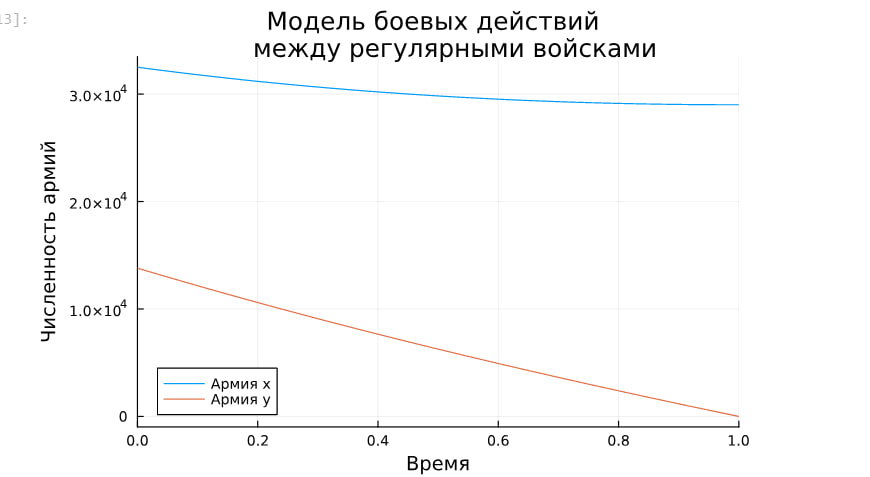 13]:
Модель боевых действий
между регулярными войсками
Численность армий
3.0×10⁴
2.0×10⁴
1.0×10⁴
0
Армия x
Армия y
0.0 0.2 0.4 0.6 0.8 1.0
Время